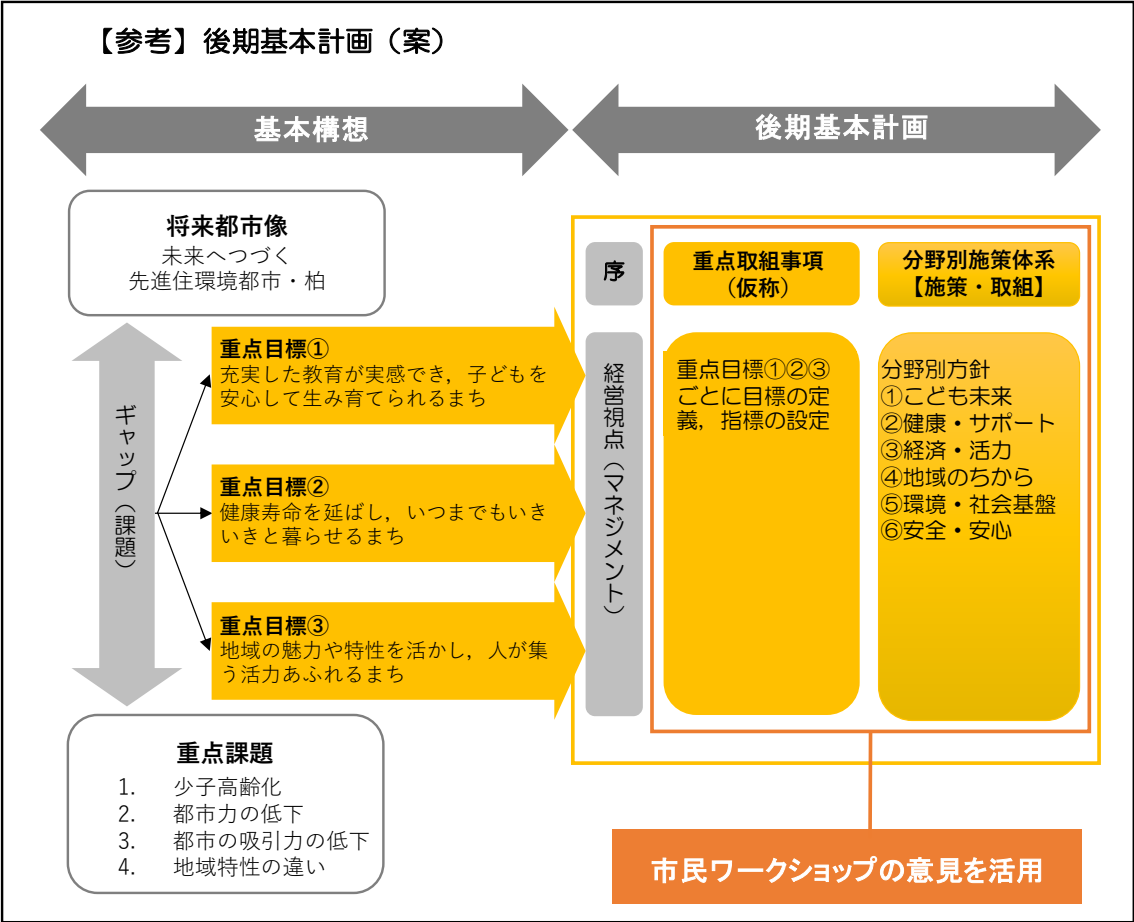 【参考】後期基本計画（案）
基本構想
後期基本計画
将来都市像
未来へつづく
先進住環境都市・柏
ギャップ（課題）
重点目標①
充実した教育が実感でき，子どもを
安心して生み育てられるまち
重点目標②
健康寿命を延ばし，いつまでもいき
いきと暮らせるまち
重点目標③
地域の魅力や特性を活かし，人が集
う活力あふれるまち
重点課題
1. 少子高齢化
2. 都市力の低下
3. 都市の吸引力の低下
4. 地域特性の違い
序
経営視点（マネジメント）
重点取組事項
（仮称）
重点目標①②③
ごとに目標の定
義，指標の設定
分野別施策体系
【施策・取組】
分野別方針
①こども未来
②健康・サポート
③経済・活力
④地域のちから
⑤環境・社会基盤
⑥安全・安心
市民ワークショップの意見を活用